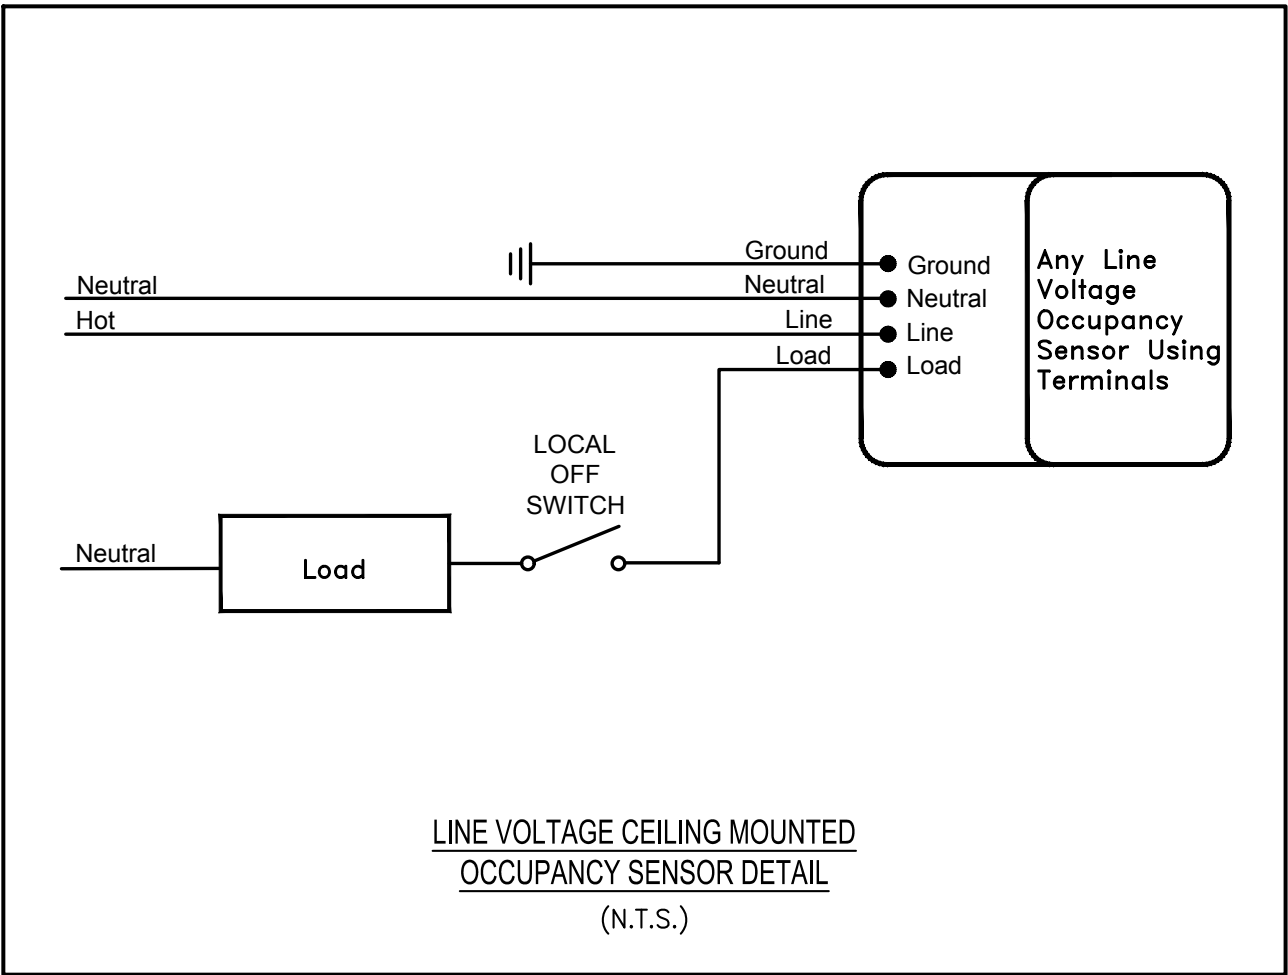 Ground
Neutral
Neutral
Hot
Line
Load
Ground
Neutral
Line
Load
Any Line
Voltage
Occupancy
Sensor Using
Terminals
LOCAL
OFF
SWITCH
Neutral
Load
LINE VOLTAGE CEILING MOUNTED
OCCUPANCY SENSOR DETAIL
(N.T.S.)